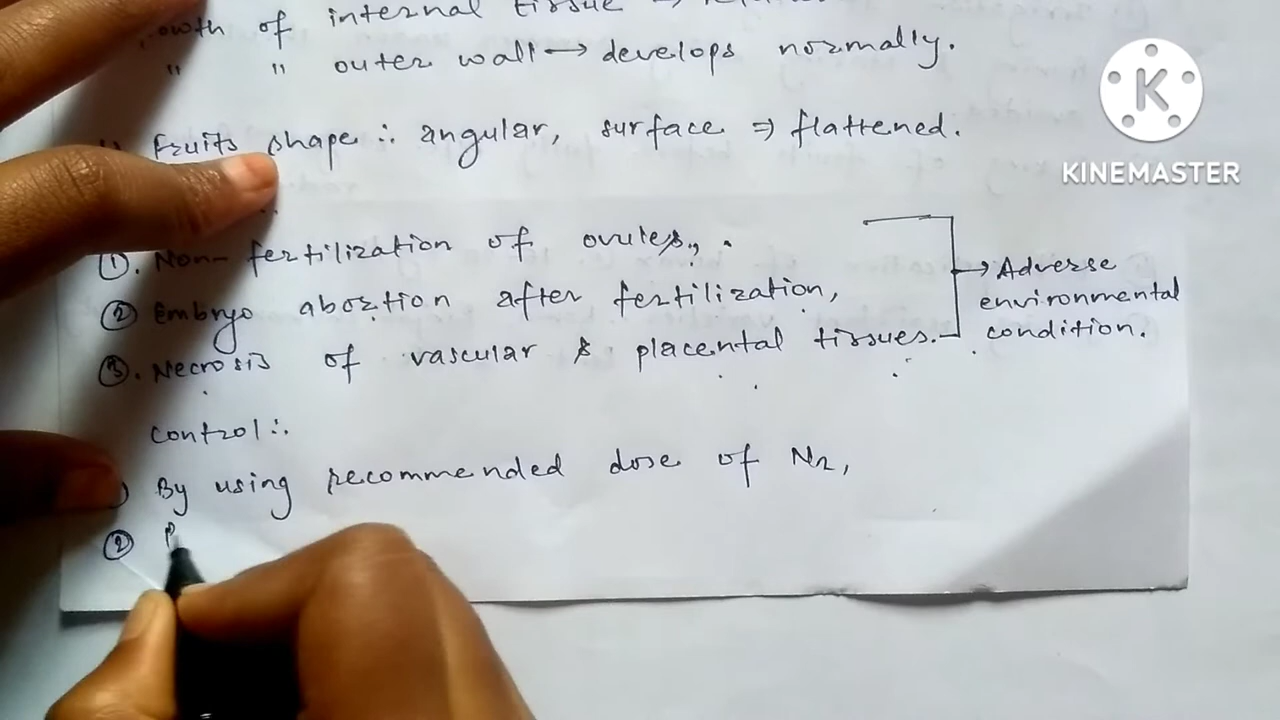 of internal tissue ⇒
" " outer wall → develops normally.
Fruits shape ∴ angular, surface ⇒ flattened.
①. Non-fertilization of ovules,
② Embryo abortion after fertilization,
③. Necrosis of vascular & placental tissues.
→ Adverse
environmental
condition.
control ∴
By using recommended dose of N2,
②
K
KINEMASTER